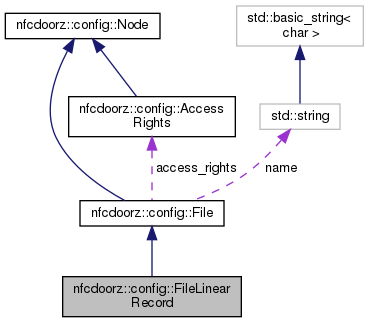 nfcdoorz::config::Node
std::basic_string<
char >
nfcdoorz::config::Access
Rights
std::string
access_rights
name
nfcdoorz::config::File
nfcdoorz::config::FileLinear
Record